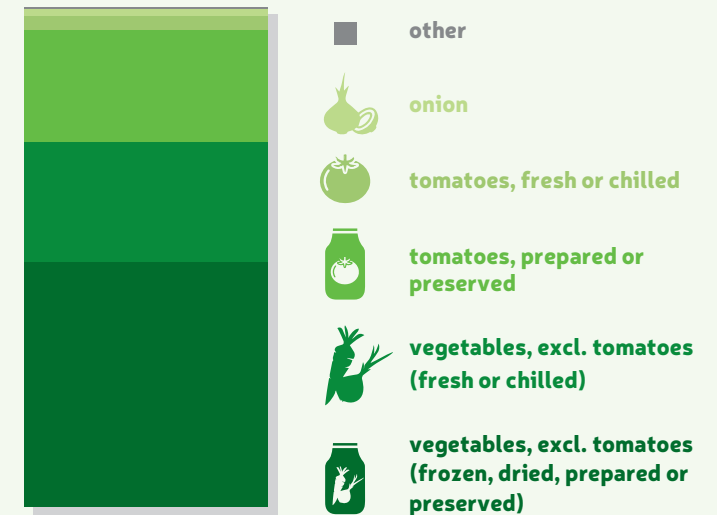 other
onion
tomatoes, fresh or chilled
tomatoes, prepared or
preserved
vegetables, excl. tomatoes
(fresh or chilled)
vegetables, excl. tomatoes
(frozen, dried, prepared or
preserved)